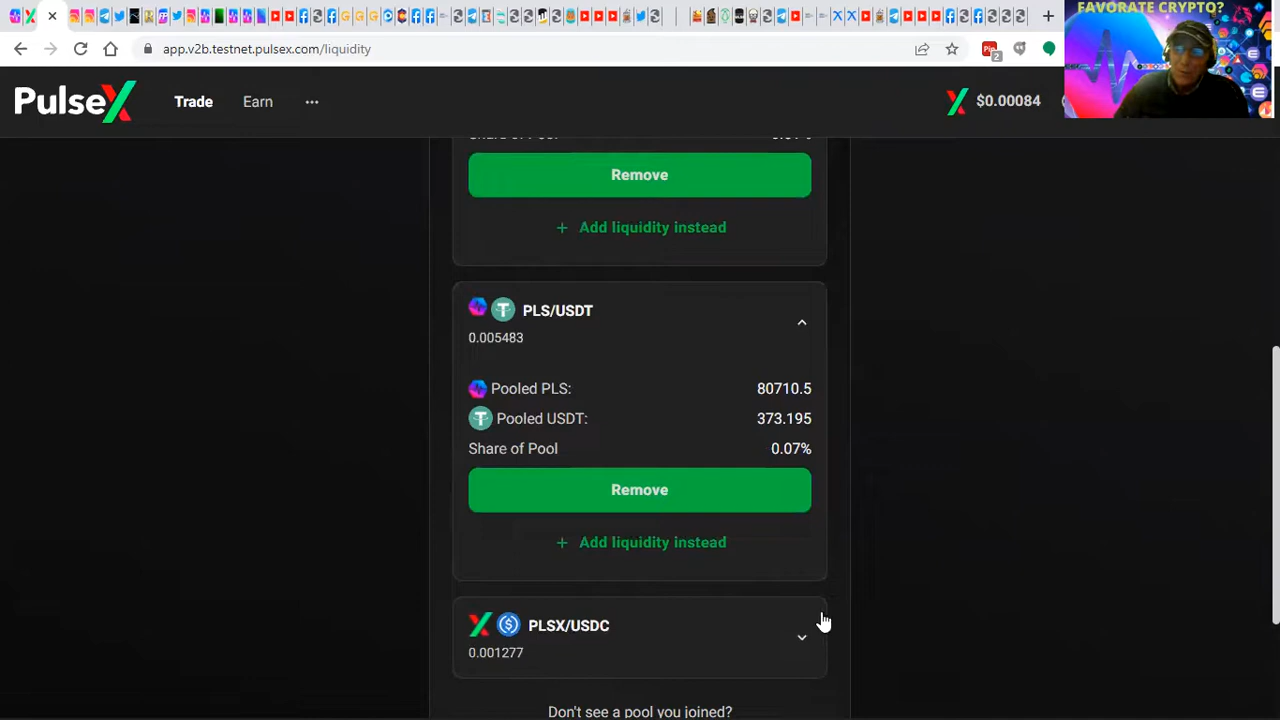 FAVORATE CRYPTO?
app.v2b.testnet.pulsex.com/liquidity
2
PulseX
Trade
Earn
$0.00084
Remove
+ Add liquidity instead
PLS/USDT
0.005483
Pooled PLS:
80710.5
Pooled USDT:
373.195
Share of Pool
0.07%
Remove
+ Add liquidity instead
PLSX/USDC
0.001277
Don't see a pool you joined?